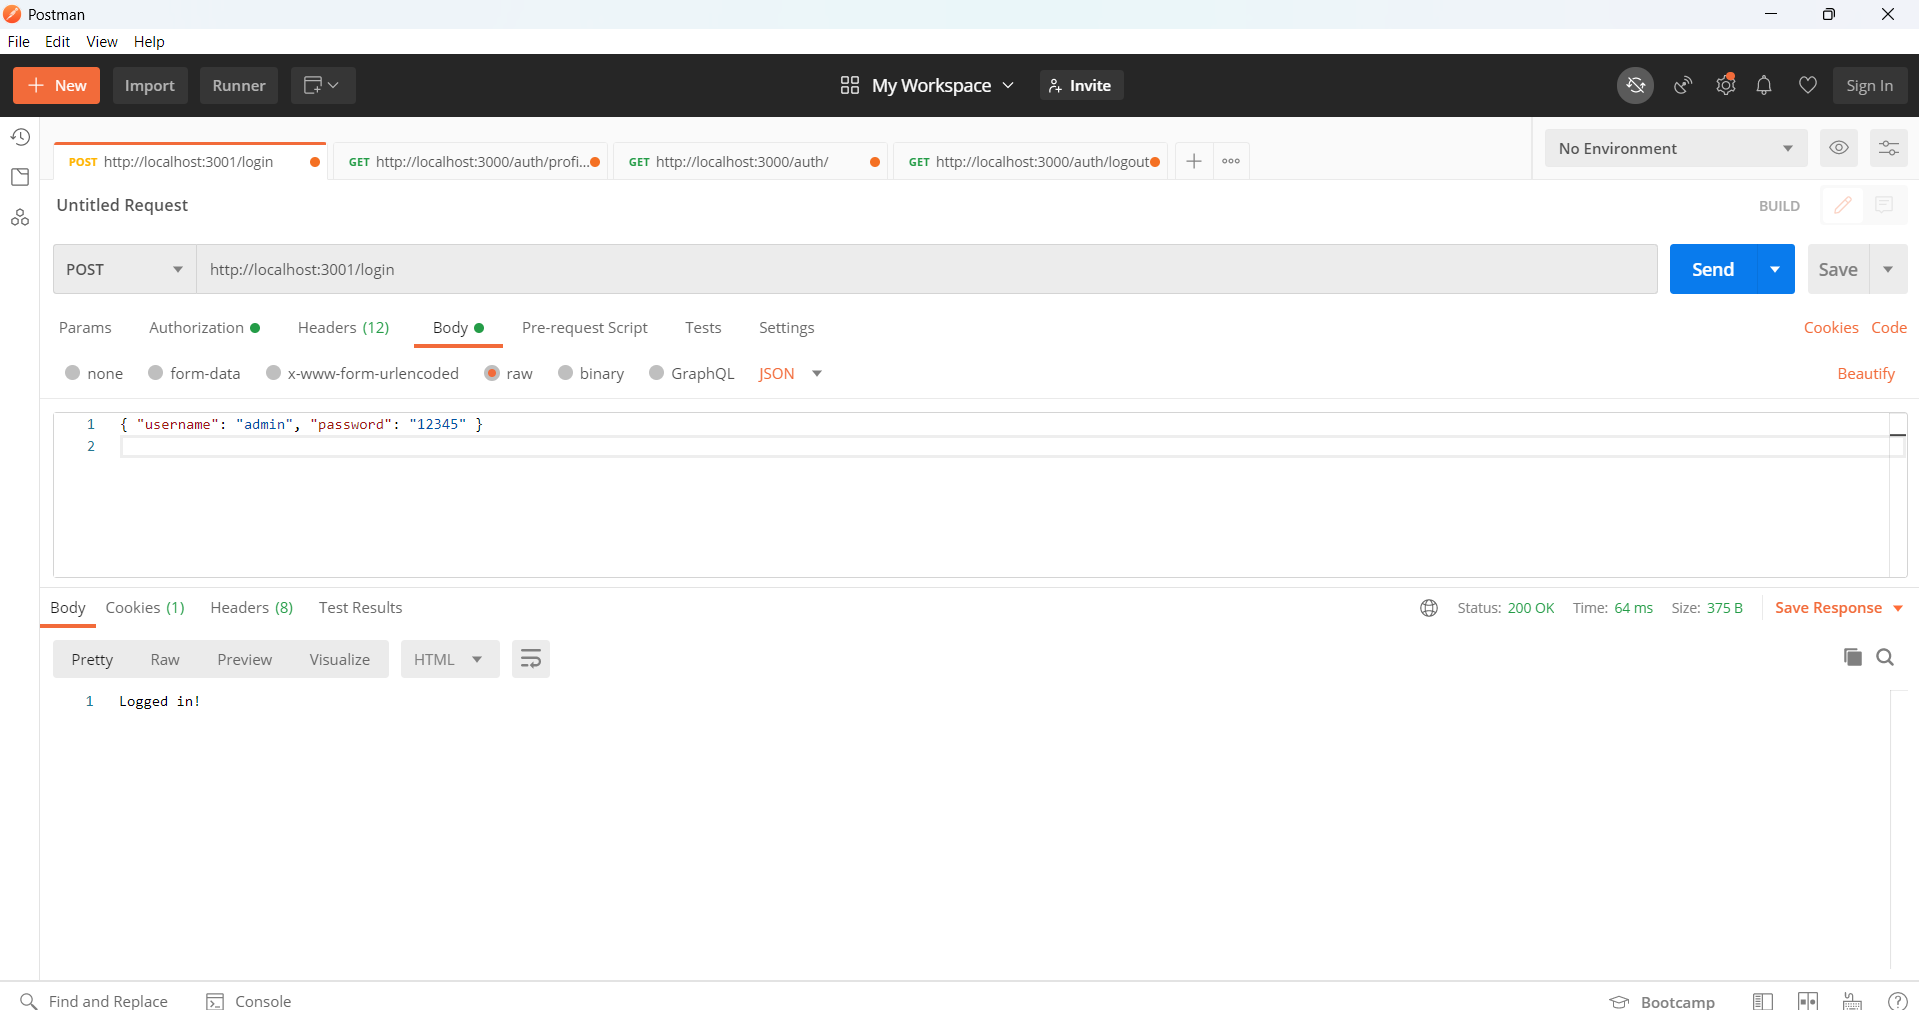 Postman
File Edit View Help
New Import Runner My Workspace Invite Sign In
POST http://localhost:3001/login GET http://localhost:3000/auth/profi... GET http://localhost:3000/auth/ GET http://localhost:3000/auth/logout No Environment
Untitled Request BUILD
POST http://localhost:3001/login Send Save
Params Authorization Headers (12) Body Pre-request Script Tests Settings Cookies Code
none form-data x-www-form-urlencoded raw binary GraphQL JSON Beautify
1 { "username": "admin", "password": "12345" }
2
Body Cookies (1) Headers (8) Test Results Status: 200 OK Time: 64 ms Size: 375 B Save Response
Pretty Raw Preview Visualize HTML
1 Logged in!
Find and Replace Console Bootcamp